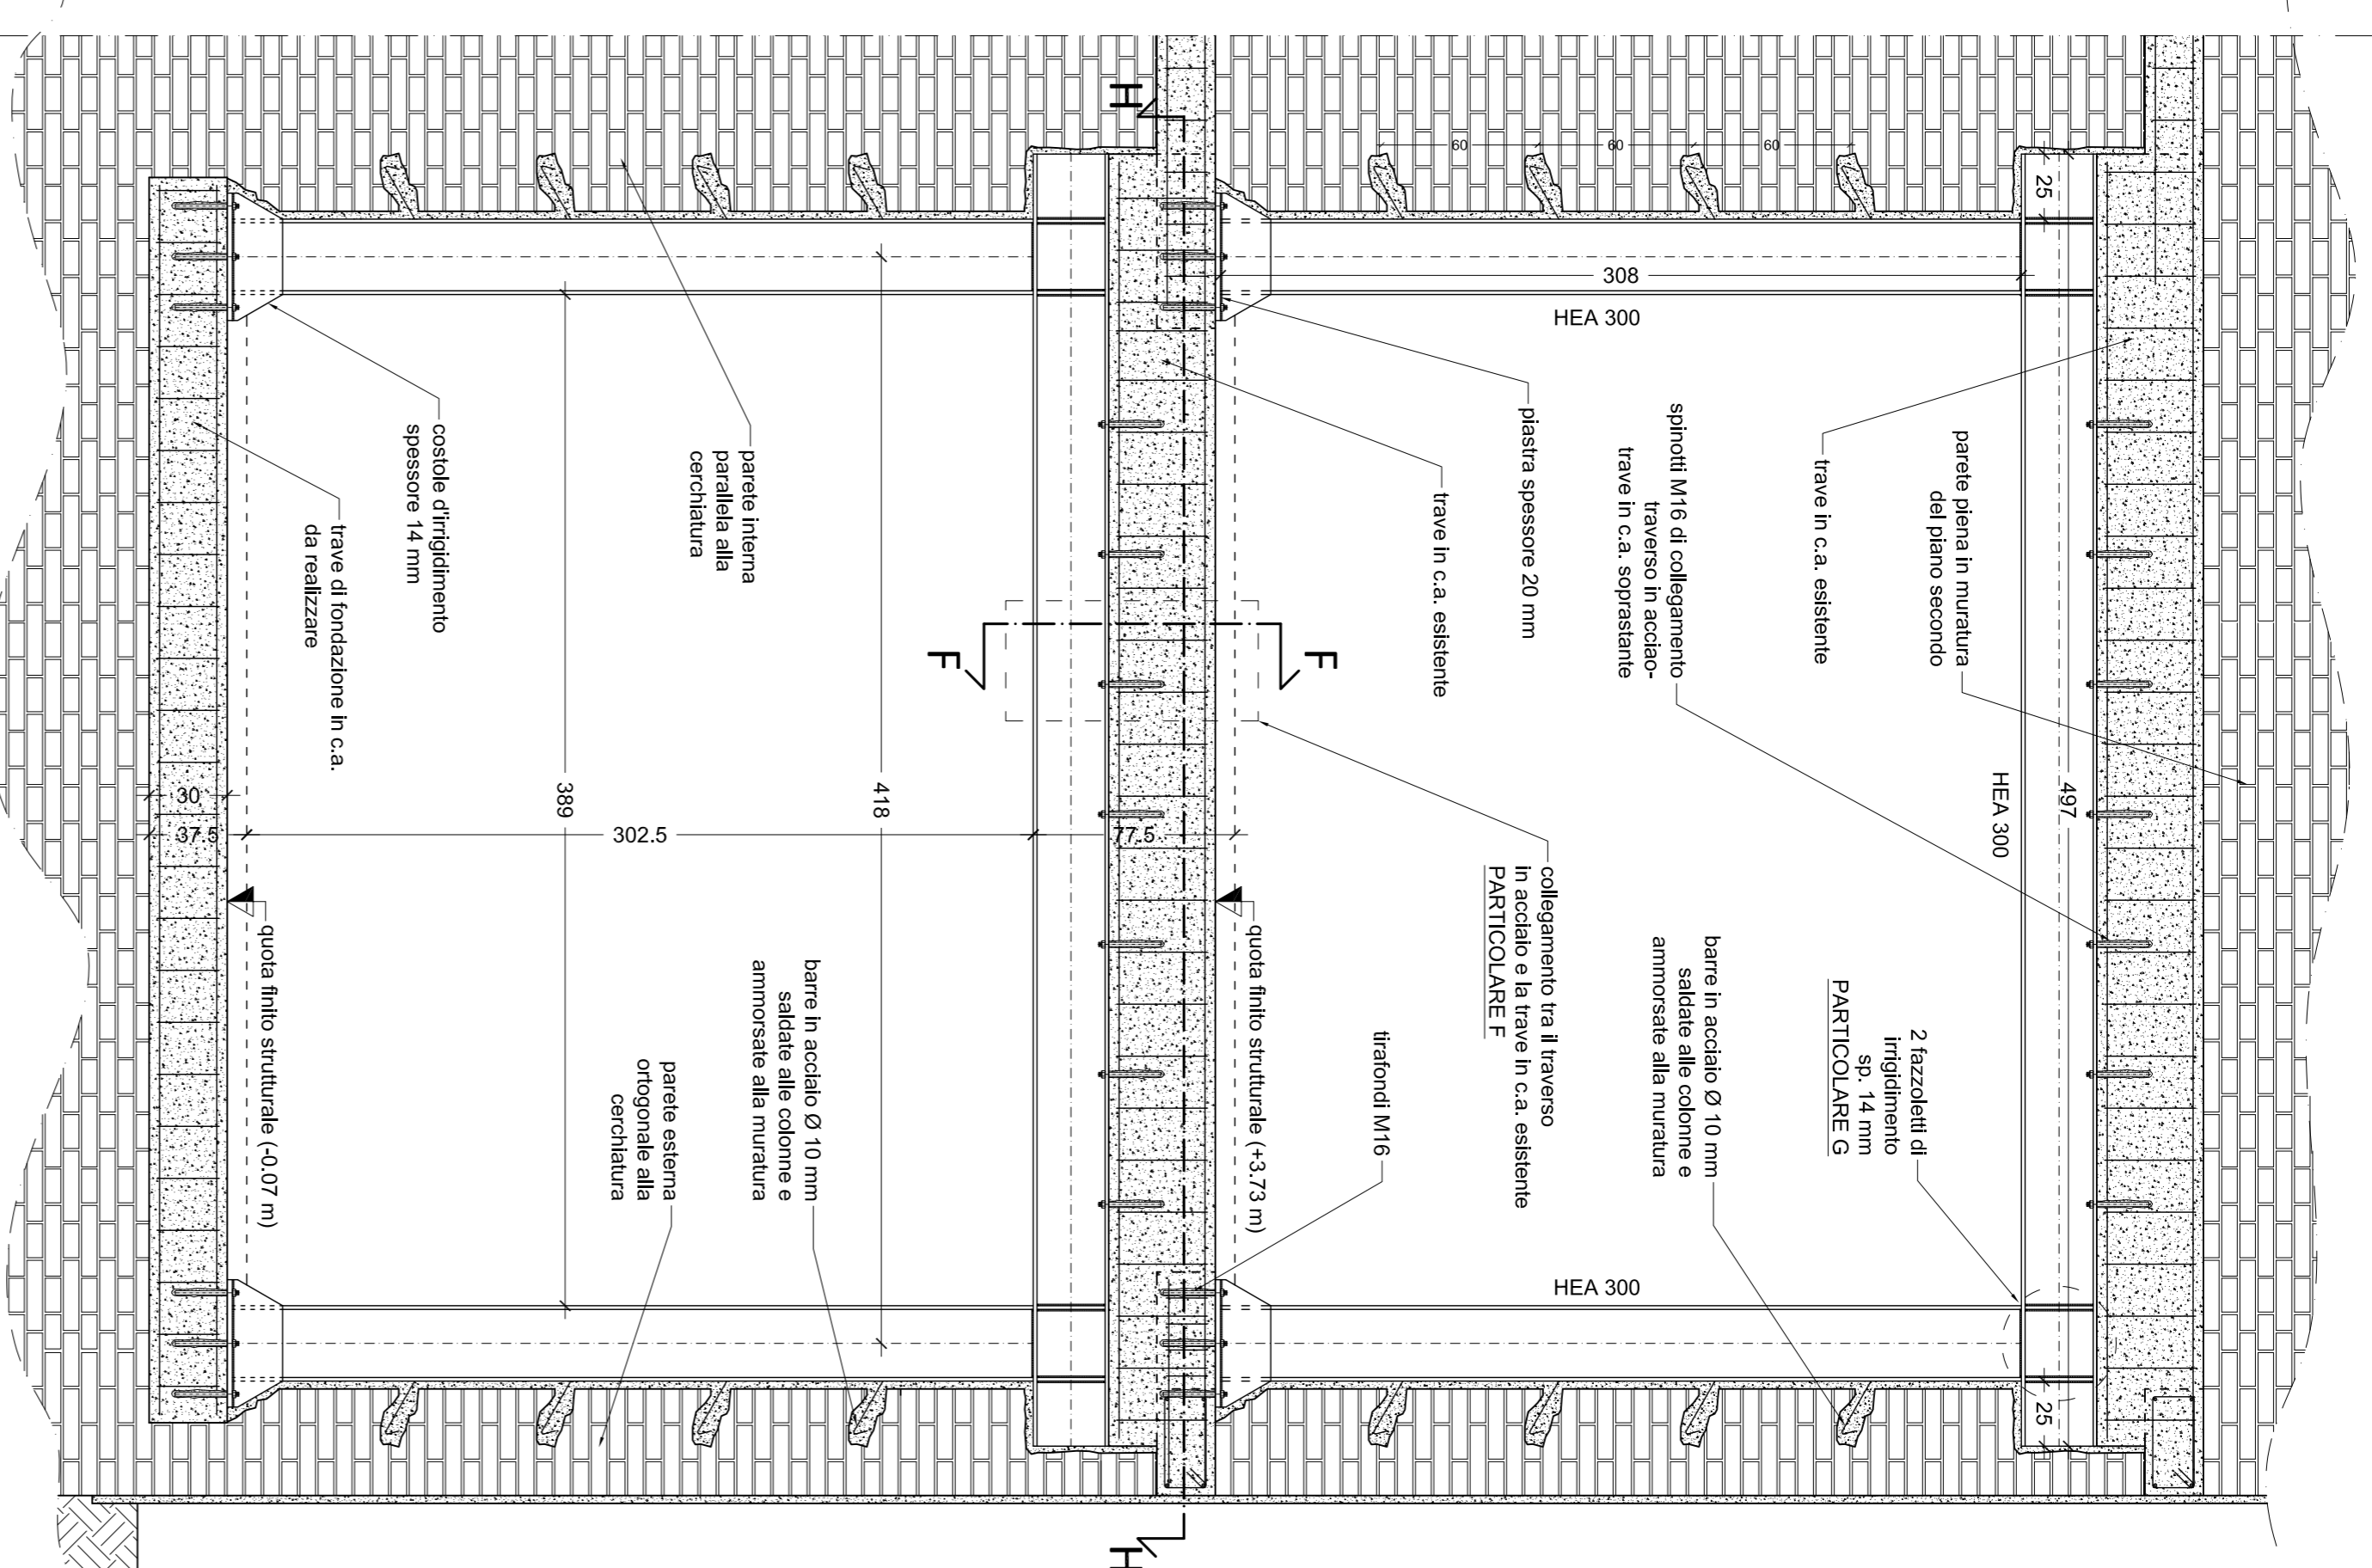 parete piena in muratura
del piano secondo
497
HEA 300
25
25
trave in c.a. esistente
2 fazzoletti di
irrigidimento
sp. 14 mm
PARTICOLARE G
spinotti M16 di collegamento
traverso in acciaio-
trave in c.a. soprastante
barre in acciaio Ø 10 mm
saldate alle colonne e
ammorsate alla muratura
HEA 300
308
HEA 300
60
60
60
piastra spessore 20 mm
collegamento tra il traverso
in acciaio e la trave in c.a. esistente
PARTICOLARE F
trave in c.a. esistente
tirafondi M16
F
quota finito strutturale (+3.73 m)
H
H
77.5
F
418
barre in acciaio Ø 10 mm
saldate alle colonne e
ammorsate alla muratura
parete interna
parallela alla
cerchiatura
parete esterna
ortogonale alla
cerchiatura
302.5
389
costole d'irrigidimento
spessore 14 mm
trave di fondazione in c.a.
da realizzare
quota finito strutturale (-0.07 m)
30
37.5